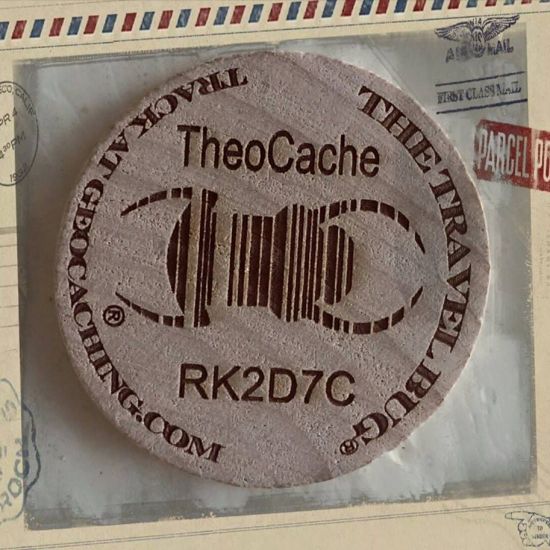 TheoCache
RK2D7C
TRACK AT GEOCACHING.COM ®
THE TRAVEL BUG®
AIR MAIL
FIRST CLASS MAIL
PARCEL PO